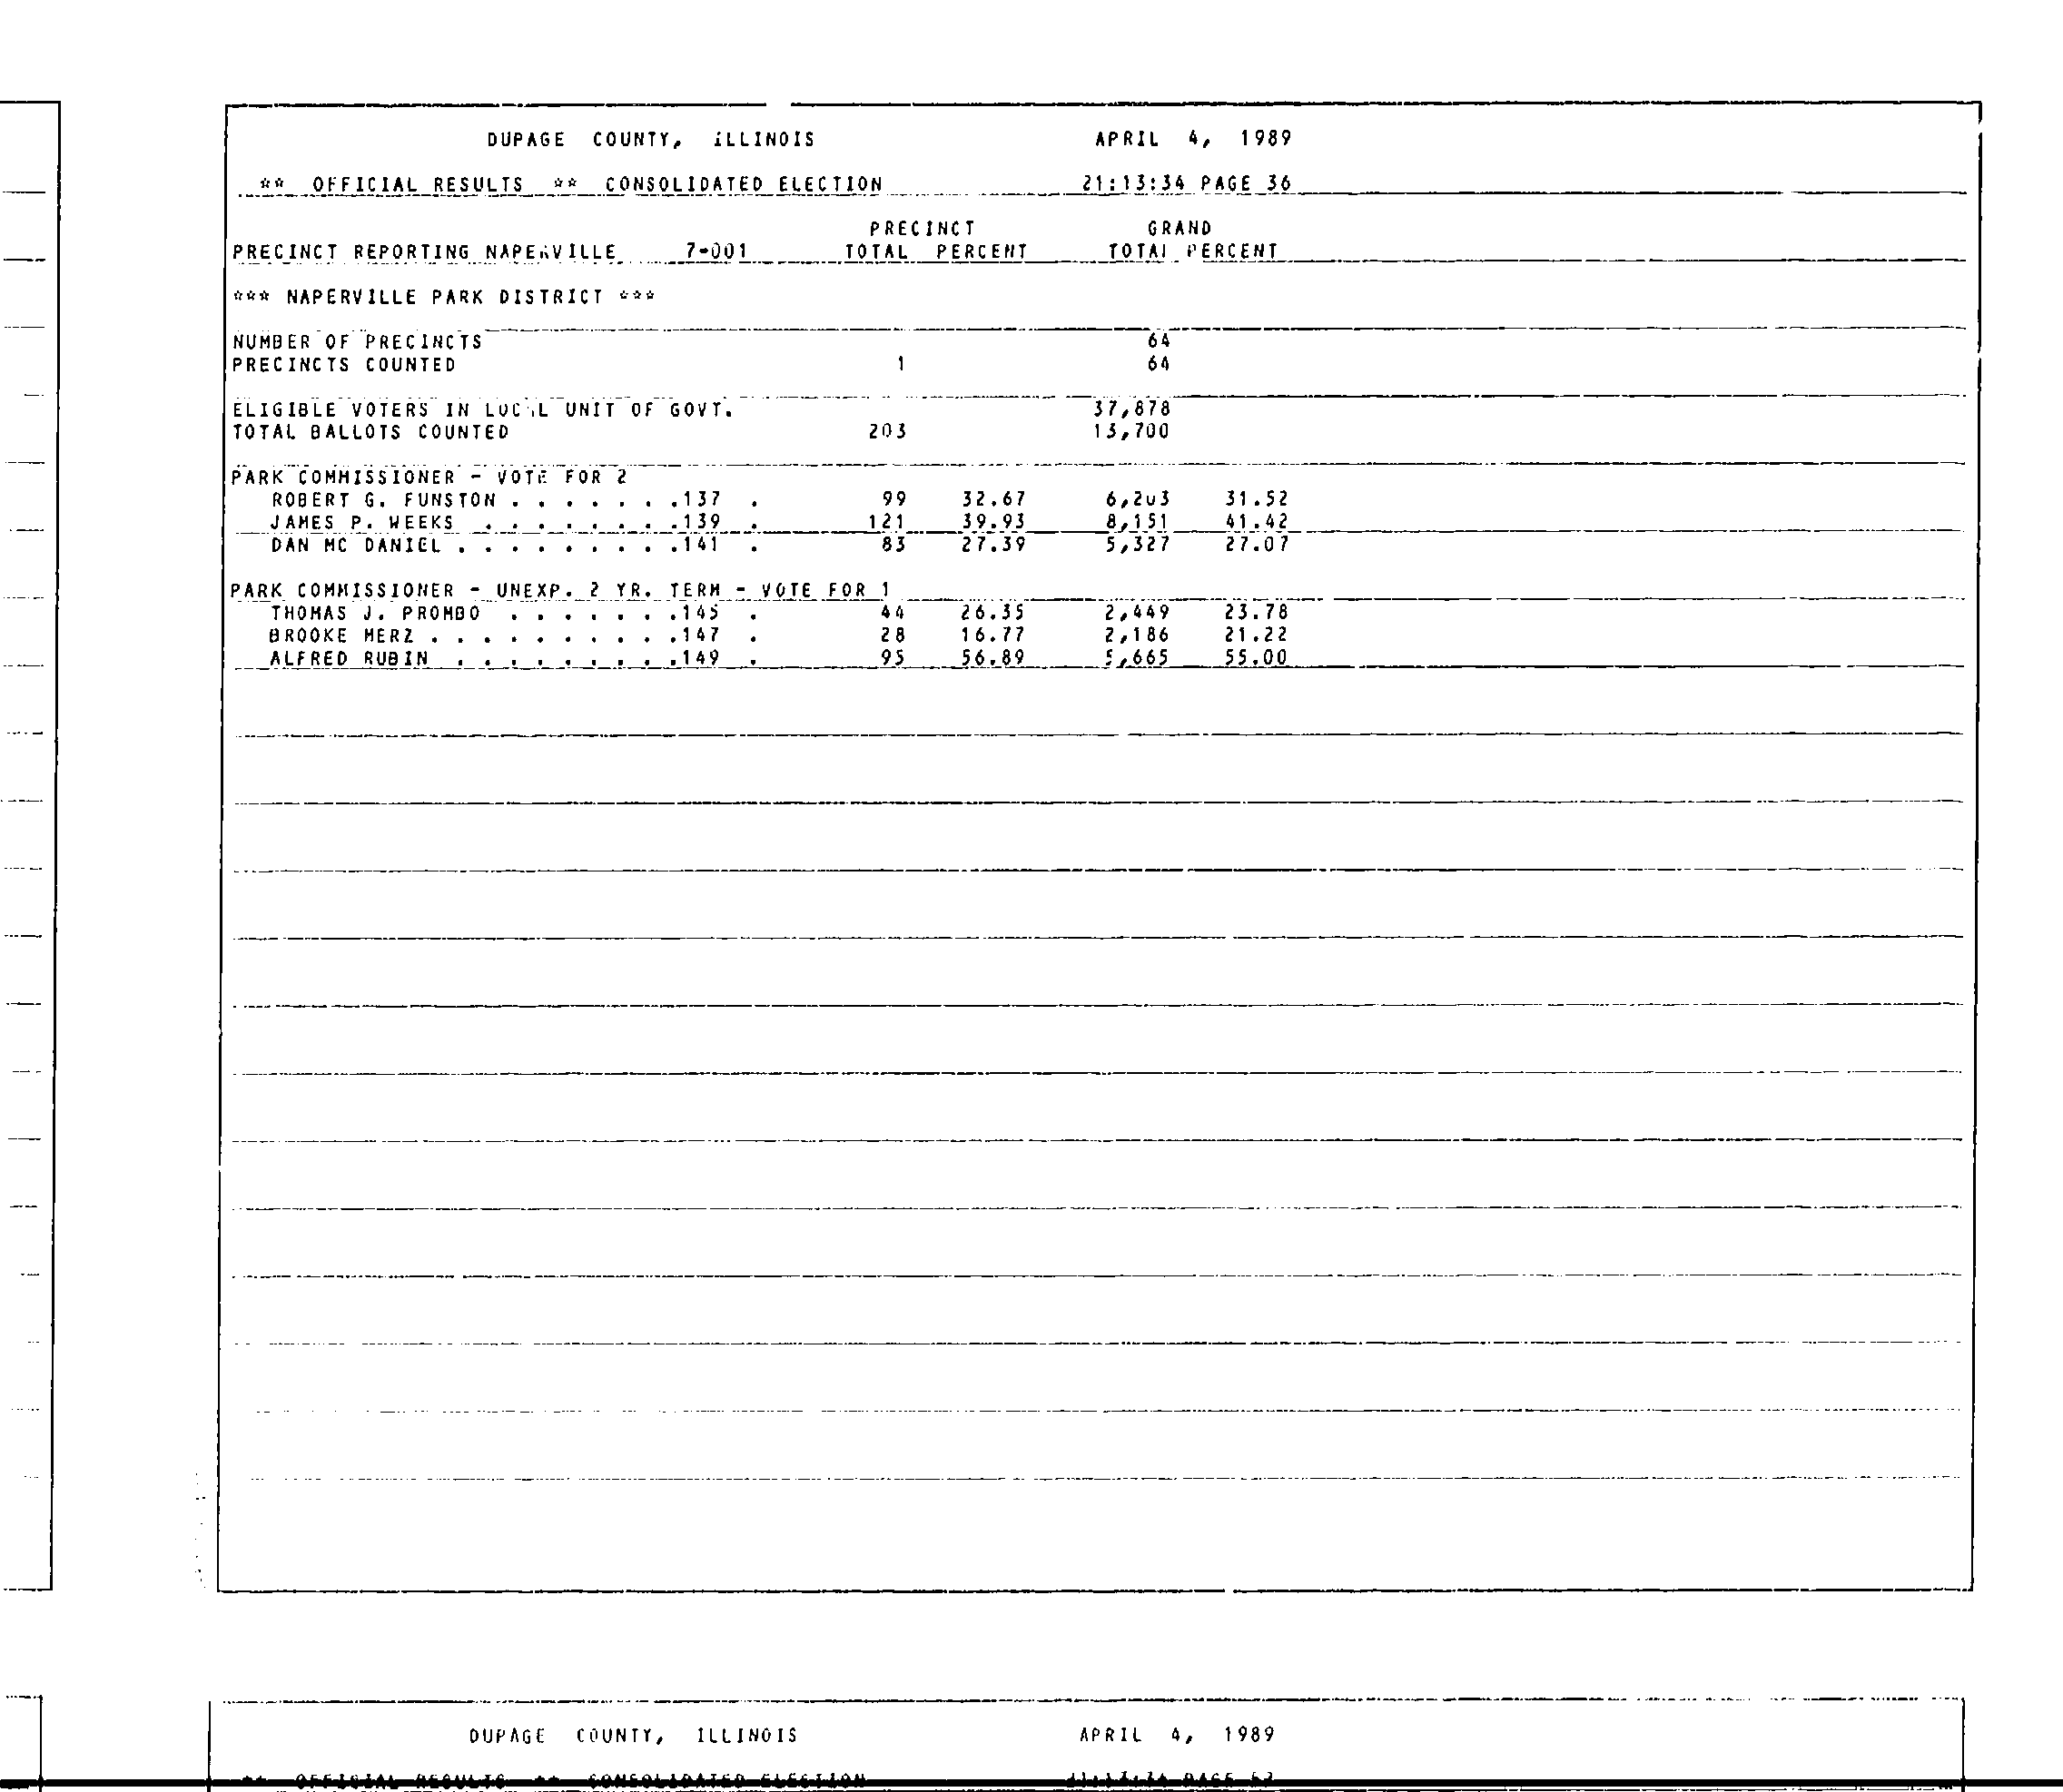 DUPAGE COUNTY, ILLINOIS APRIL 4, 1989
** OFFICIAL RESULTS ** CONSOLIDATED ELECTION 21:13:34 PAGE 36
PRECINCT GRAND
PRECINCT REPORTING NAPERVILLE 7-001 TOTAL PERCENT TOTAL PERCENT
*** NAPERVILLE PARK DISTRICT ***
NUMBER OF PRECINCTS 64
PRECINCTS COUNTED 1 64
ELIGIBLE VOTERS IN LOCAL UNIT OF GOVT. 37,878
TOTAL BALLOTS COUNTED 203 13,700
PARK COMMISSIONER - VOTE FOR 2
ROBERT G. FUNSTON . . . . . . .137 . 99 32.67 6,203 31.52
JAMES P. WEEKS . . . . . . . .139 . 121 39.93 8,151 41.42
DAN MC DANIEL . . . . . . . . .141 . 83 27.39 5,327 27.07
PARK COMMISSIONER - UNEXP. 2 YR. TERM - VOTE FOR 1
THOMAS J. PROMBO . . . . . . .145 . 44 26.35 2,449 23.78
BROOKE MERZ . . . . . . . . . .147 . 28 16.77 2,186 21.22
ALFRED RUBIN . . . . . . . . .149 . 95 56.89 5,665 55.00
DUPAGE COUNTY, ILLINOIS APRIL 4, 1989
** OFFICIAL RESULTS ** CONSOLIDATED ELECTION PAGE